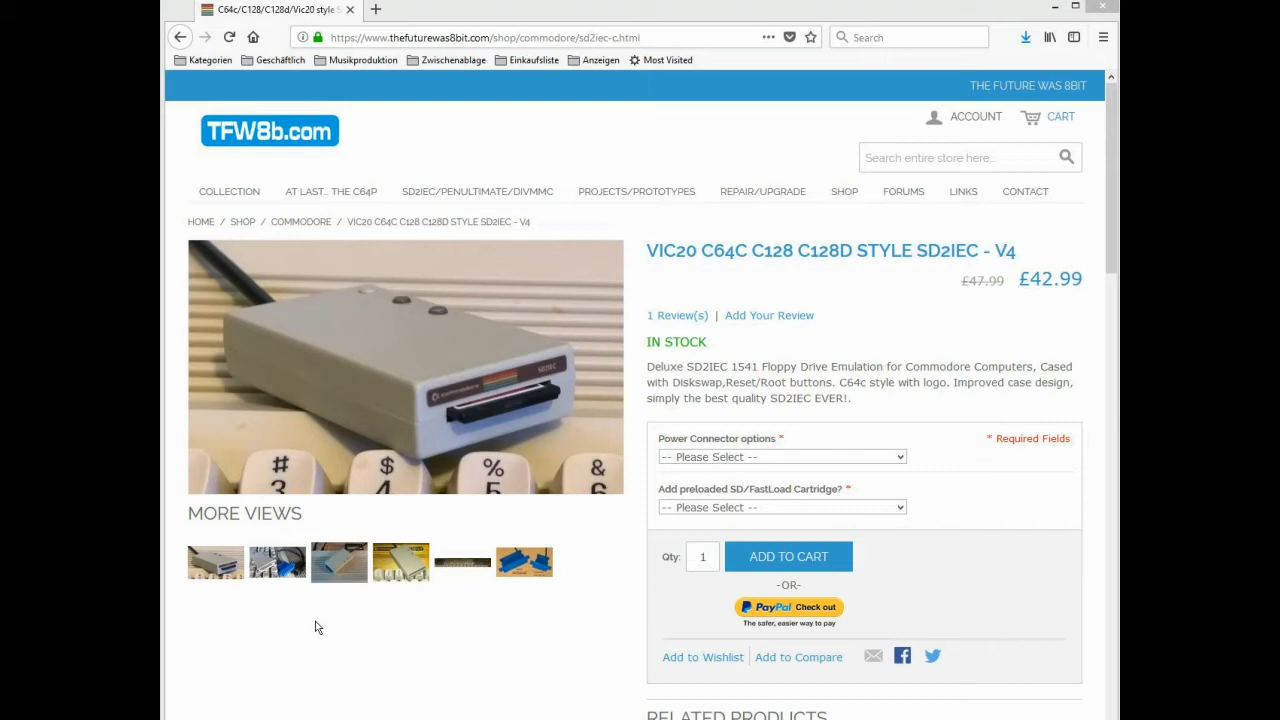 C64c/C128/C128d/Vic20 style S
https://www.thefuturewas8bit.com/shop/commodore/sd2iec-c.html
Search
Kategorien
Geschäftlich
Musikproduktion
Zwischenablage
Einkaufsliste
Anzeigen
Most Visited
THE FUTURE WAS 8BIT
TFW8b.com
ACCOUNT
CART
Search entire store here...
COLLECTION
AT LAST... THE C64P
SD2IEC/PENULTIMATE/DIVMMC
PROJECTS/PROTOTYPES
REPAIR/UPGRADE
SHOP
FORUMS
LINKS
CONTACT
HOME / SHOP / COMMODORE / VIC20 C64C C128 C128D STYLE SD2IEC - V4
commodore
SD2IEC
#
3
$
4
%
5
&
6
MORE VIEWS
VIC20 C64C C128 C128D STYLE SD2IEC - V4
£47.99 £42.99
1 Review(s) | Add Your Review
IN STOCK
Deluxe SD2IEC 1541 Floppy Drive Emulation for Commodore Computers, Cased
with Diskswap,Reset/Root buttons. C64c style with logo. Improved case design,
simply the best quality SD2IEC EVER!.
Power Connector options *
* Required Fields
-- Please Select --
Add preloaded SD/FastLoad Cartridge? *
-- Please Select --
Qty: 1
ADD TO CART
-OR-
PayPal Check out
The safer, easier way to pay
Add to Wishlist
Add to Compare
RELATED PRODUCTS